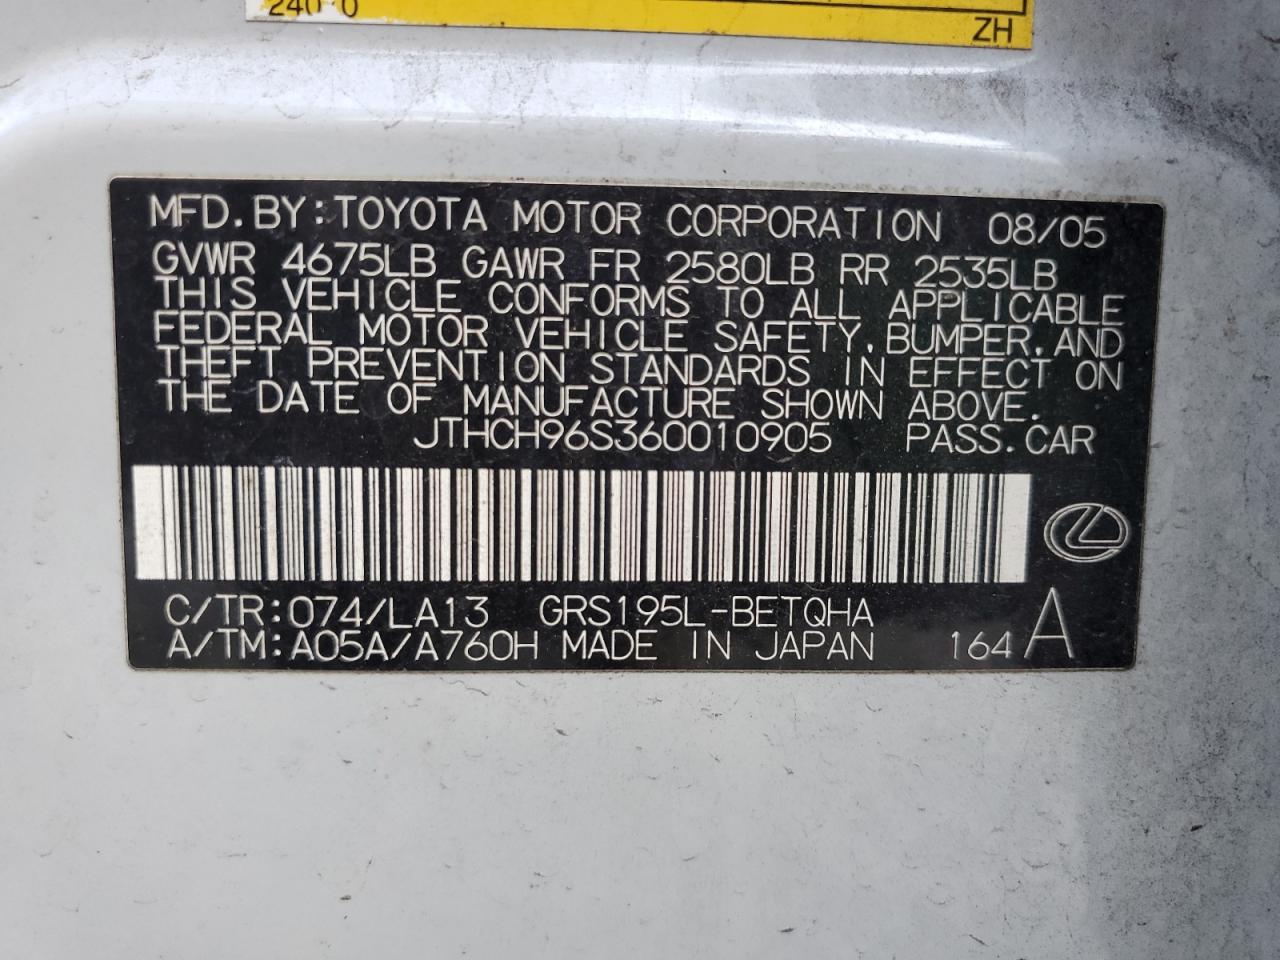 ZH
MFD.BY:TOYOTA MOTOR CORPORATION 08/05
GVWR 4675LB GAWR FR 2580LB RR 2535LB
THIS VEHICLE CONFORMS TO ALL APPLICABLE
FEDERAL MOTOR VEHICLE SAFETY,BUMPER,AND
THEFT PREVENTION STANDARDS IN EFFECT ON
THE DATE OF MANUFACTURE SHOWN ABOVE.
JTHCH96S360010905 PASS.CAR
C/TR:074/LA13 GRS195L-BETQHA
A/TM:A05A/A760H MADE IN JAPAN 164 A